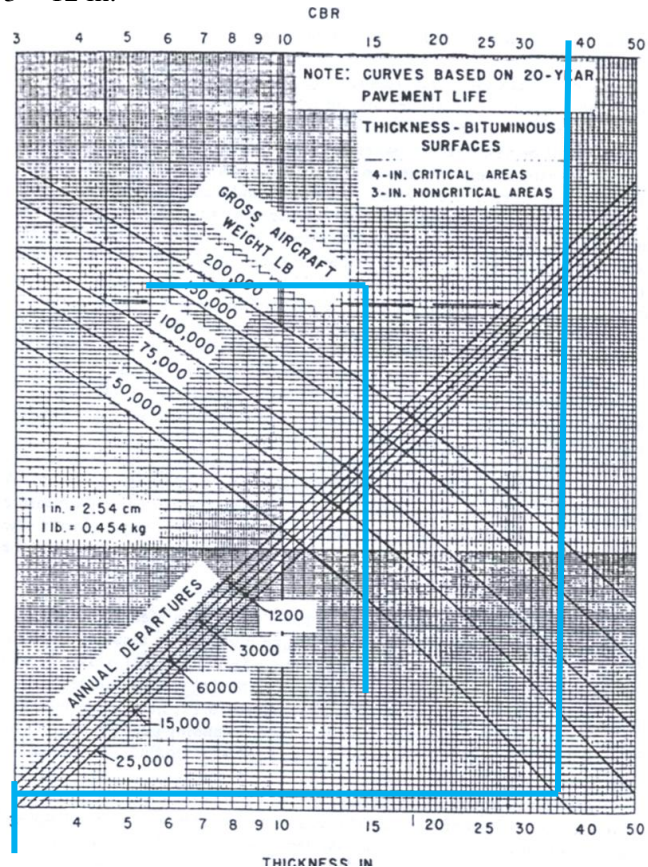 CBR
3 4 5 6 7 8 9 10 15 20 25 30 40 50
NOTE: CURVES BASED ON 20-YEAR
PAVEMENT LIFE
THICKNESS-BITUMINOUS
SURFACES
4-IN. CRITICAL AREAS
3-IN. NONCRITICAL AREAS
GROSS AIRCRAFT
WEIGHT LB
200,000
150,000
100,000
75,000
50,000
1 in. = 2.54 cm
1 lb. = 0.454 kg
ANNUAL DEPARTURES
1200
3000
6000
15,000
25,000
3 4 5 6 7 8 9 10 15 20 25 30 40 50
THICKNESS IN